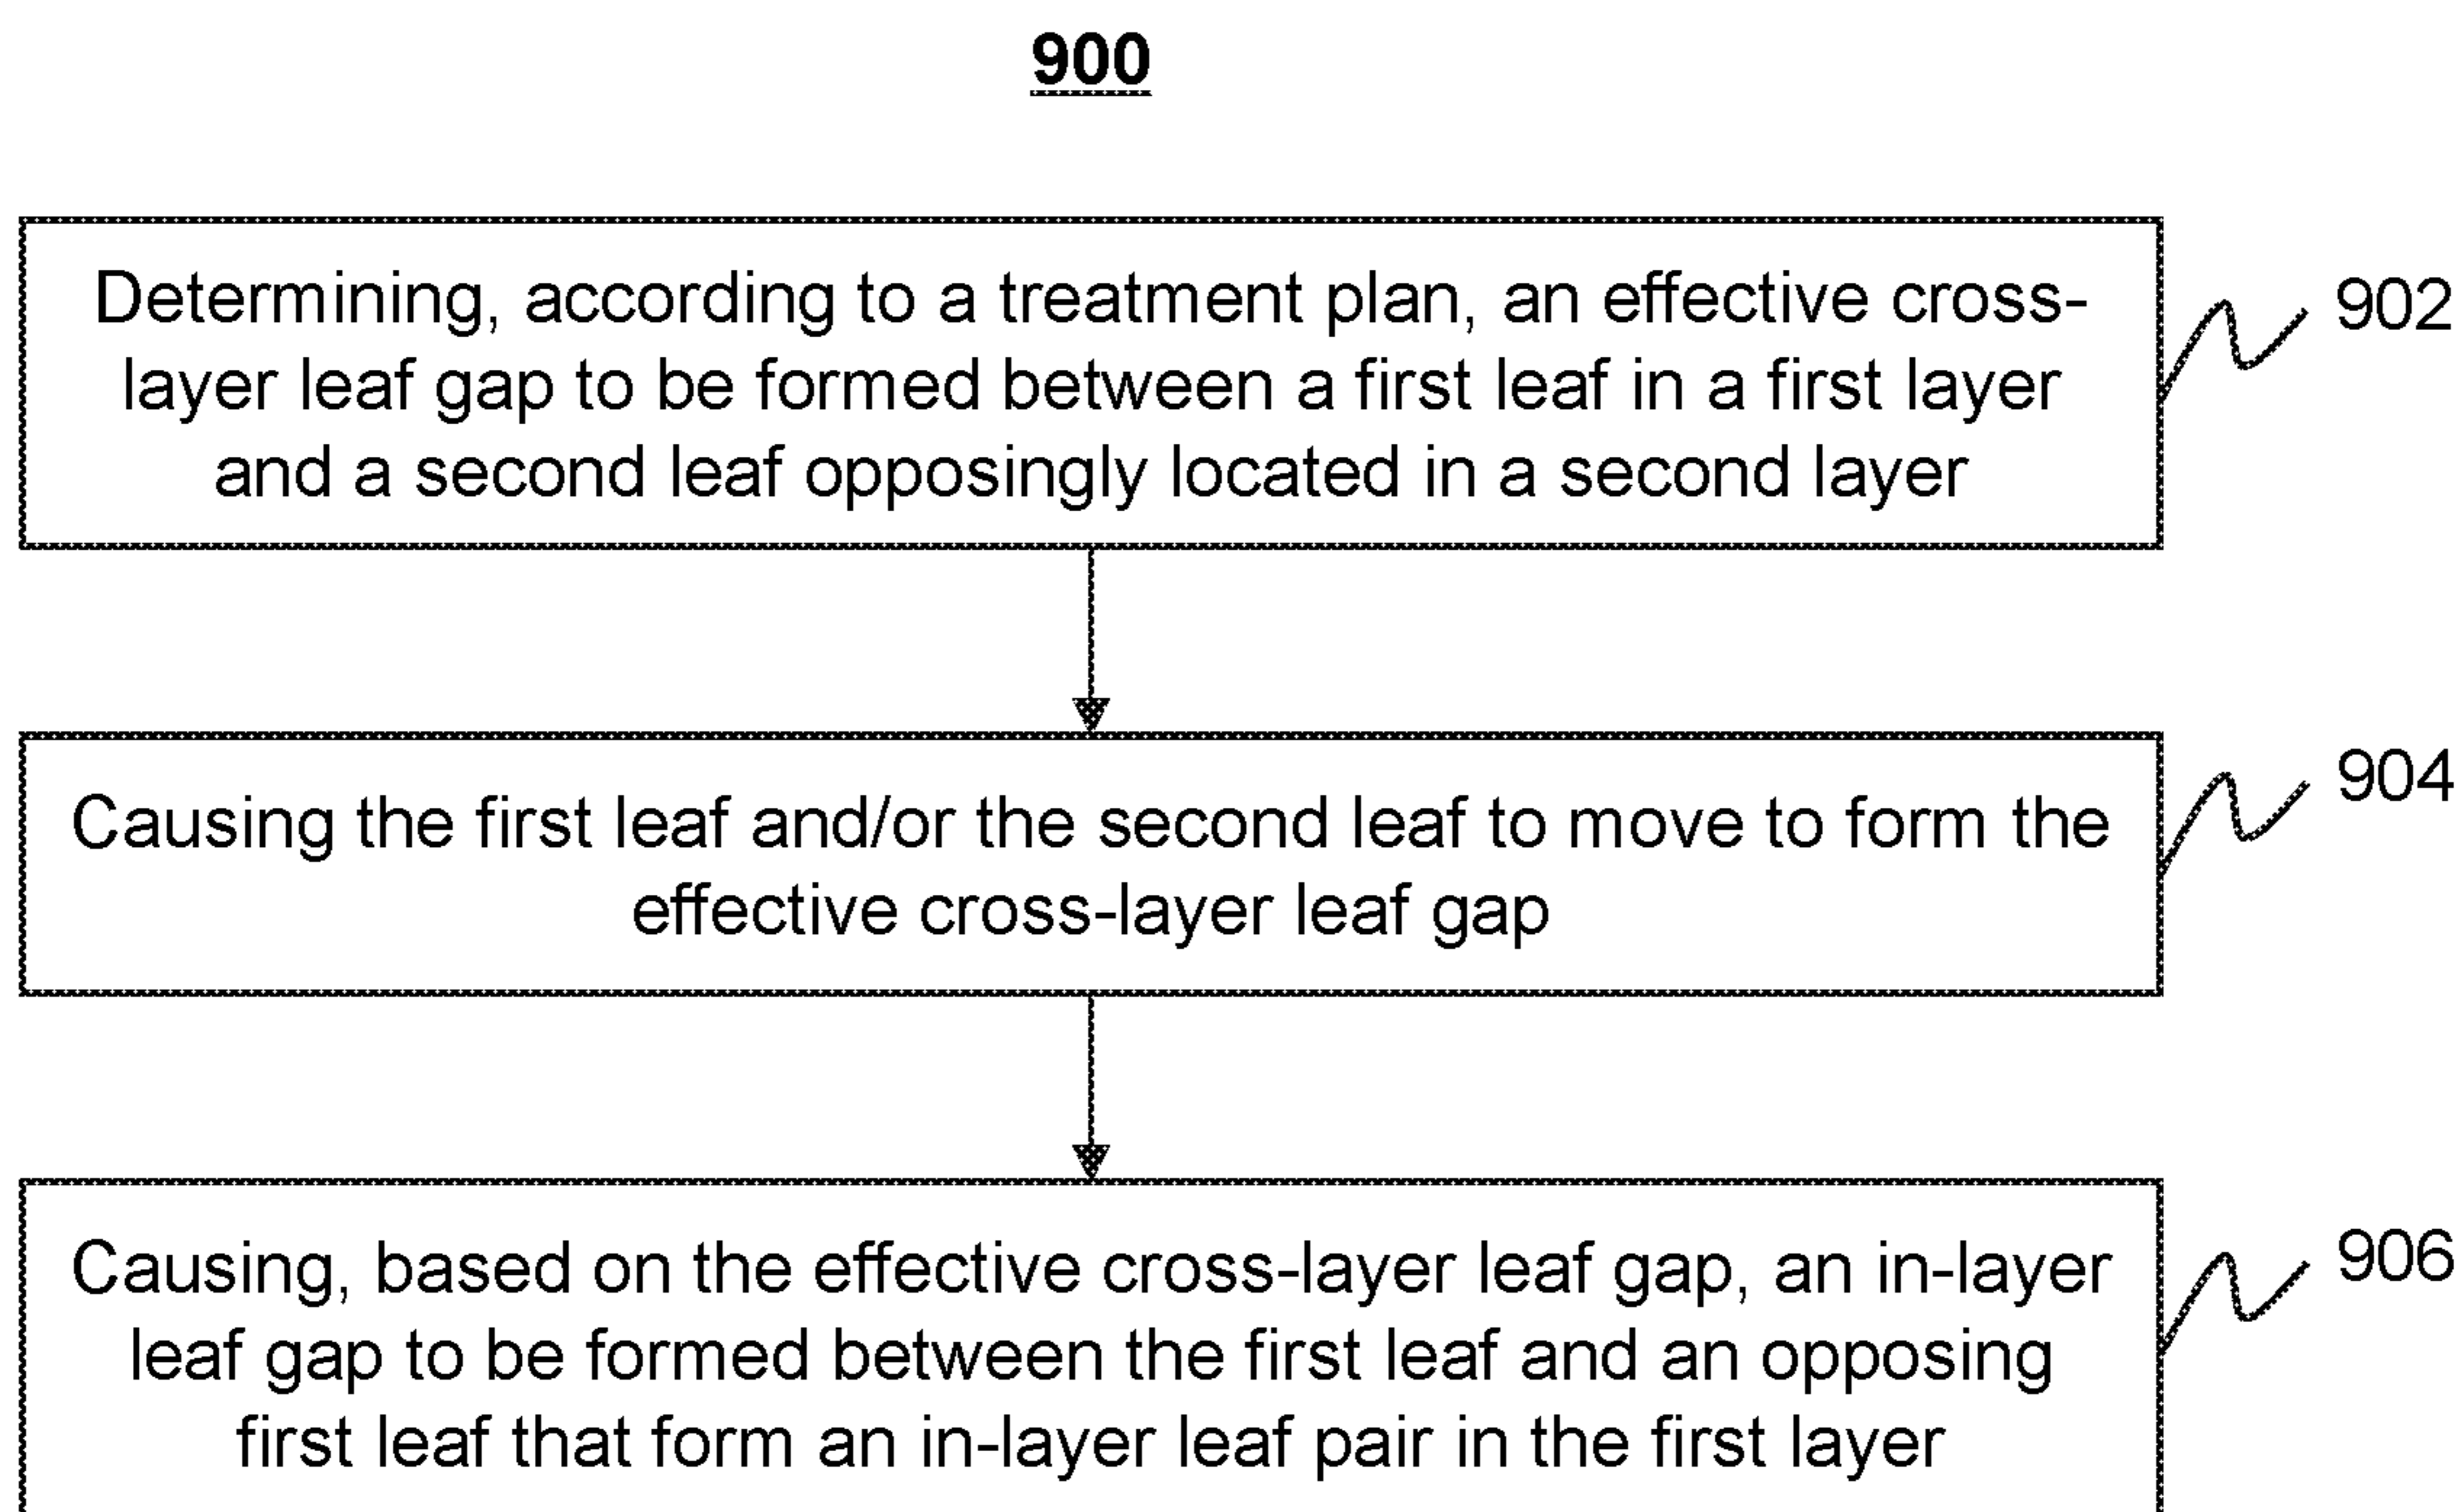 900
Determining, according to a treatment plan, an effective cross-
layer leaf gap to be formed between a first leaf in a first layer
and a second leaf opposingly located in a second layer
902
Causing the first leaf and/or the second leaf to move to form the
effective cross-layer leaf gap
904
Causing, based on the effective cross-layer leaf gap, an in-layer
leaf gap to be formed between the first leaf and an opposing
first leaf that form an in-layer leaf pair in the first layer
906